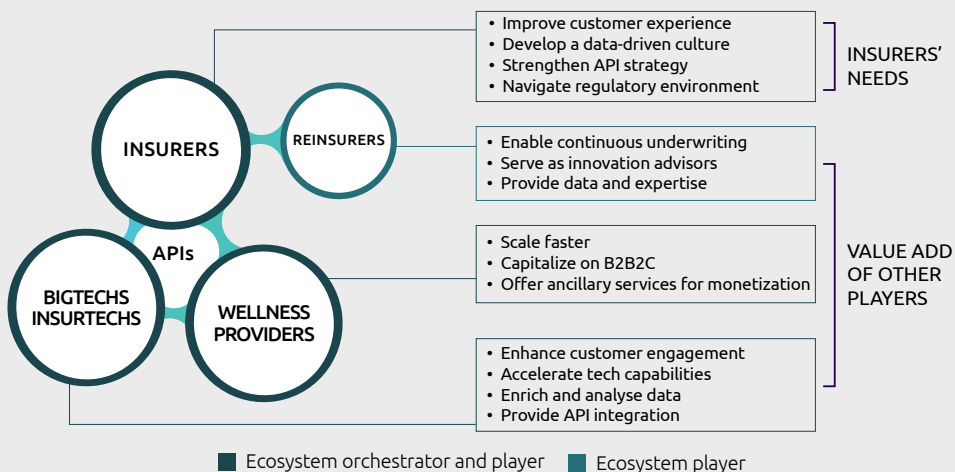 INSURERS
REINSURERS
APIs
BIGTECHS
INSURTECHS
WELLNESS
PROVIDERS
• Improve customer experience
• Develop a data-driven culture
• Strengthen API strategy
• Navigate regulatory environment
INSURERS’
NEEDS
• Enable continuous underwriting
• Serve as innovation advisors
• Provide data and expertise
• Scale faster
• Capitalize on B2B2C
• Offer ancillary services for monetization
• Enhance customer engagement
• Accelerate tech capabilities
• Enrich and analyse data
• Provide API integration
VALUE ADD
OF OTHER
PLAYERS
Ecosystem orchestrator and player
Ecosystem player